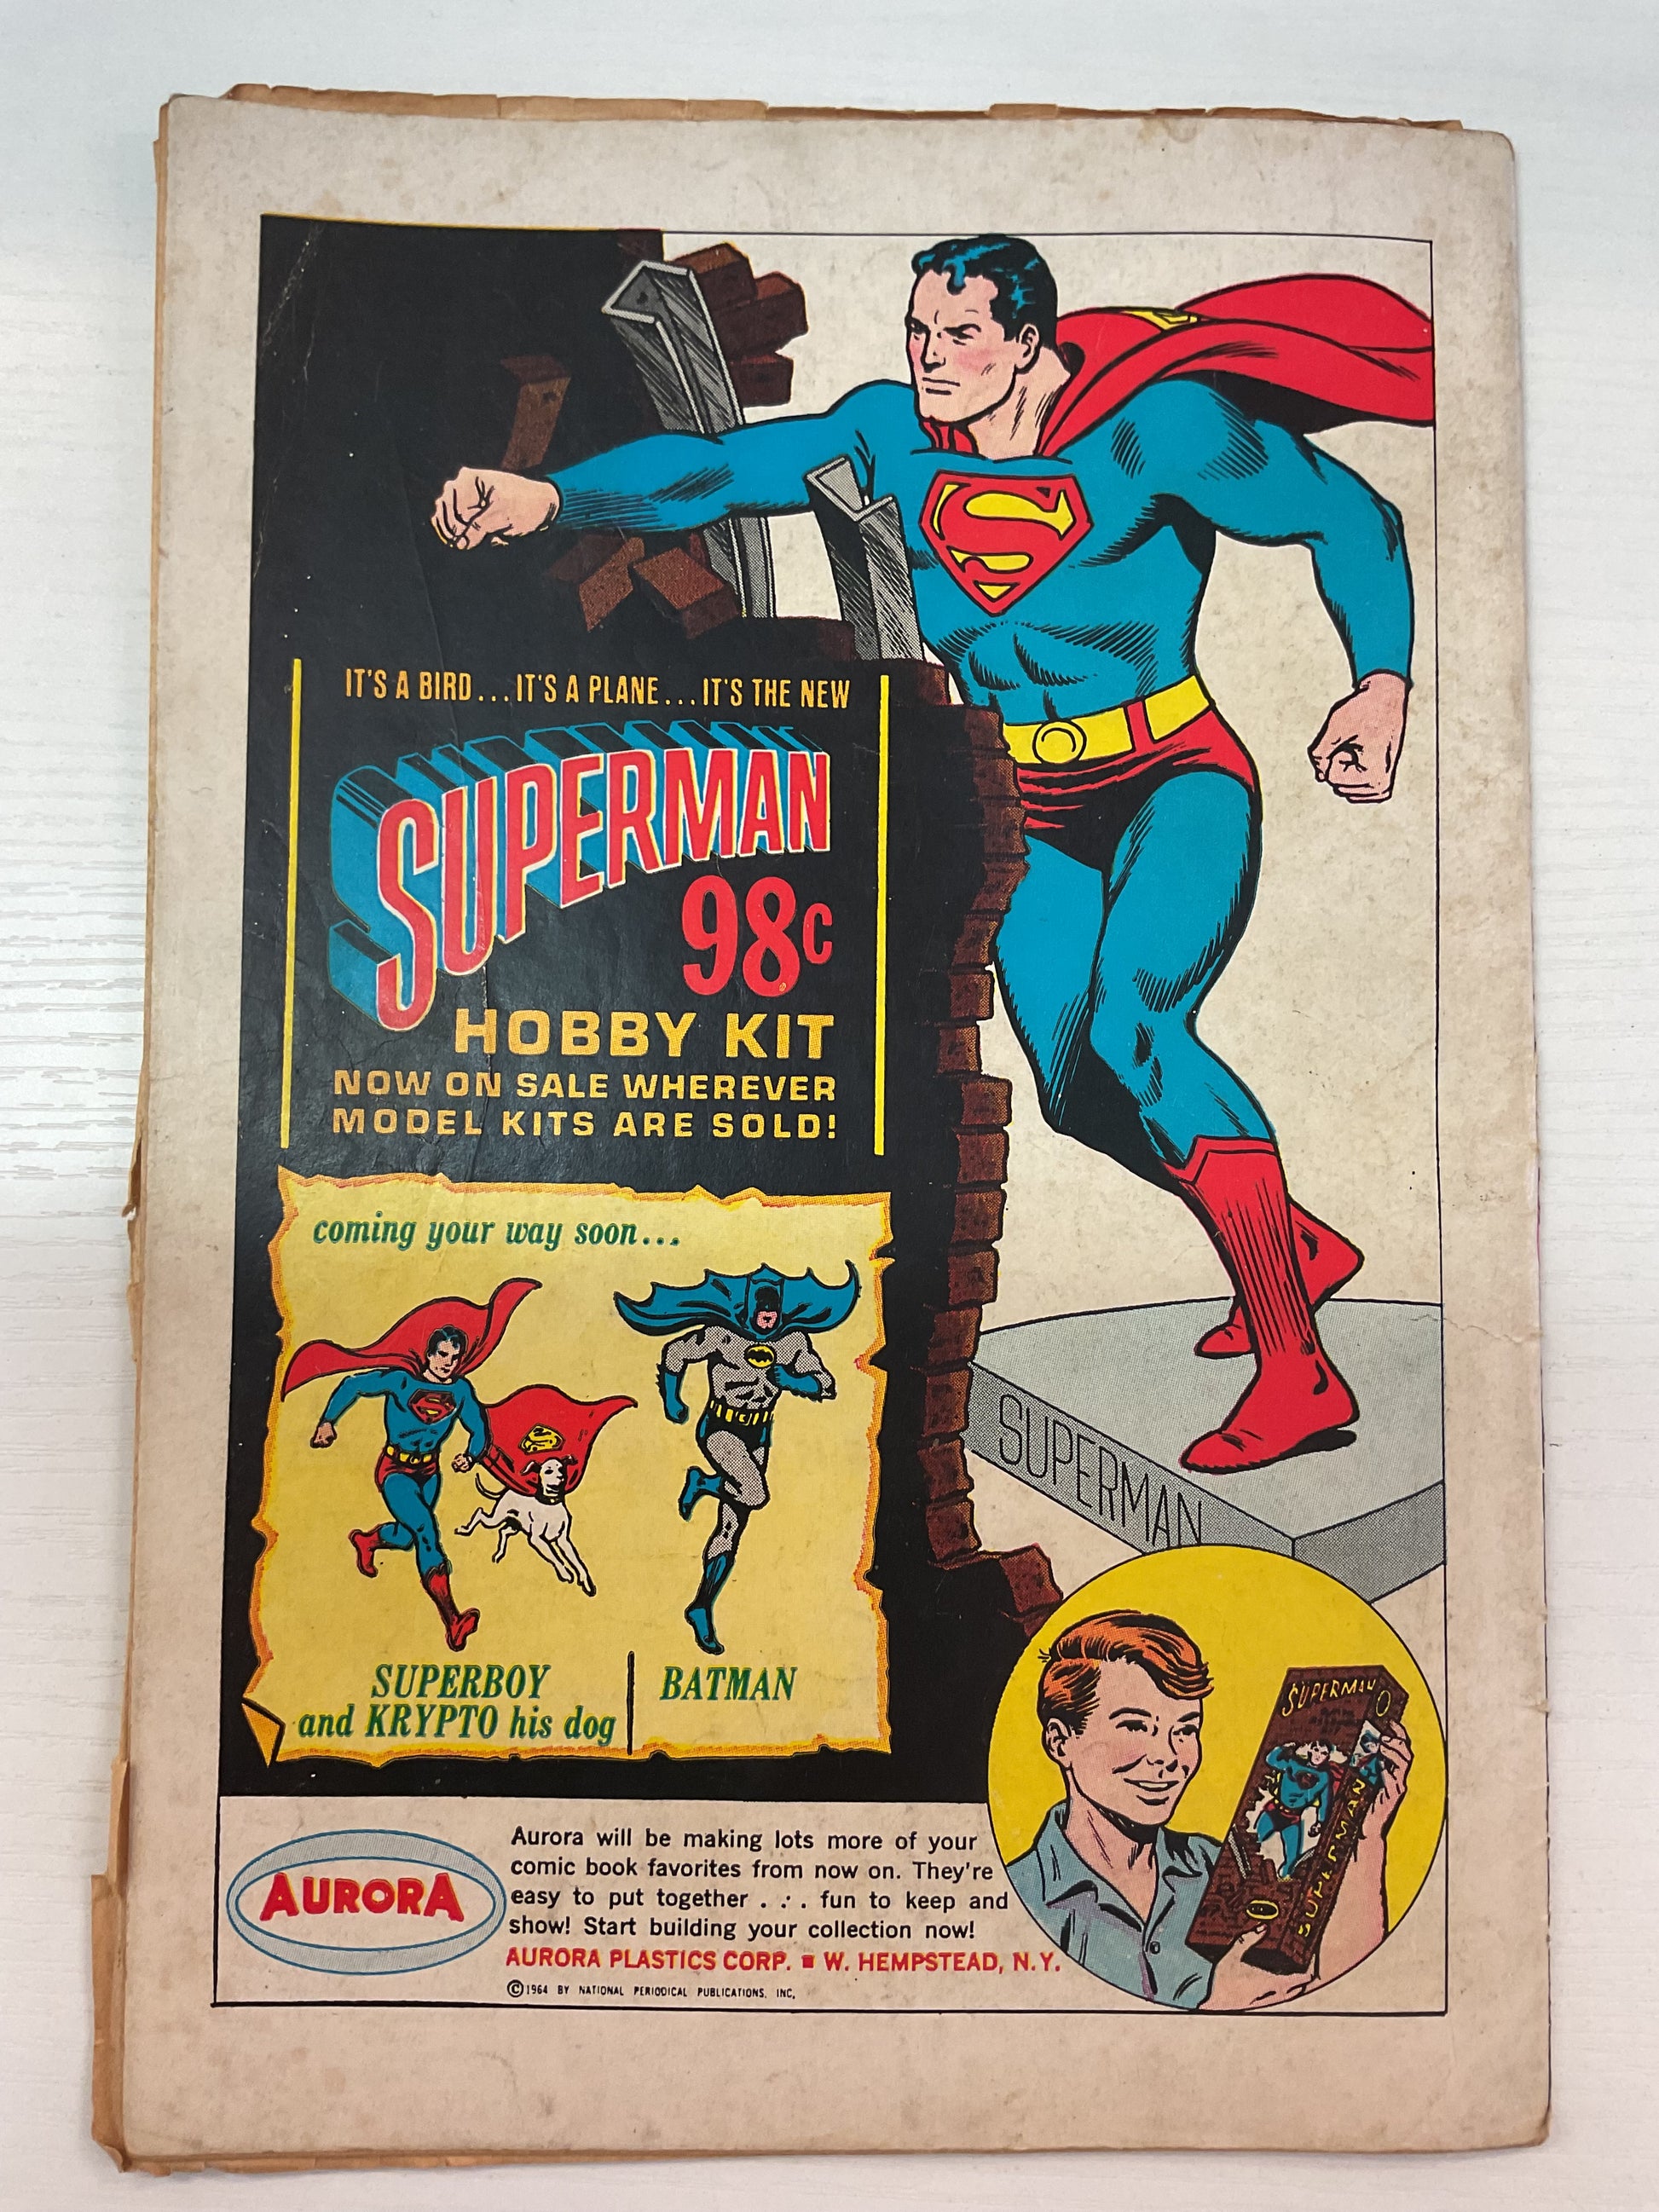 IT'S A BIRD...IT'S A PLANE...IT'S THE NEW
SUPERMAN
98c
HOBBY KIT
NOW ON SALE WHEREVER
MODEL KITS ARE SOLD!
coming your way soon...
SUPERBOY
and KRYPTO his dog
BATMAN
SUPERMAN
SUPERMAN
SUPERMAN
AURORA
Aurora will be making lots more of your
comic book favorites from now on. They're
easy to put together . . . fun to keep and
show! Start building your collection now!
AURORA PLASTICS CORP. ■ W. HEMPSTEAD, N.Y.
©1964 BY NATIONAL PERIODICAL PUBLICATIONS, INC.